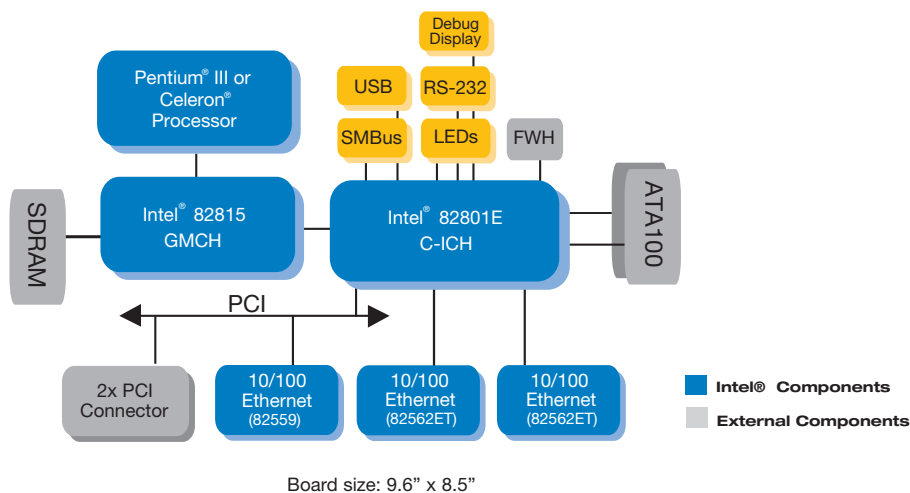 Debug
Display
Pentium® III or
Celeron®
Processor
USB
RS-232
SMBus
LEDs
FWH
SDRAM
Intel® 82815
GMCH
Intel® 82801E
C-ICH
ATA100
PCI
2x PCI
Connector
10/100
Ethernet
(82559)
10/100
Ethernet
(82562ET)
10/100
Ethernet
(82562ET)
Intel® Components
External Components
Board size: 9.6” x 8.5”